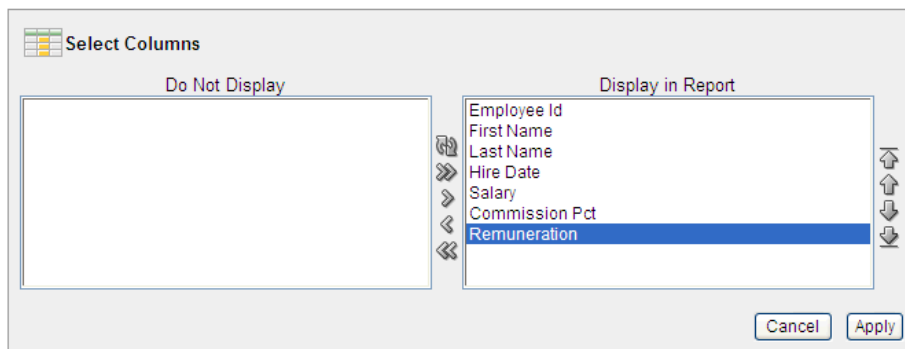 Select Columns
Do Not Display
Display in Report
Employee Id
First Name
Last Name
Hire Date
Salary
Commission Pct
Remuneration
Cancel
Apply